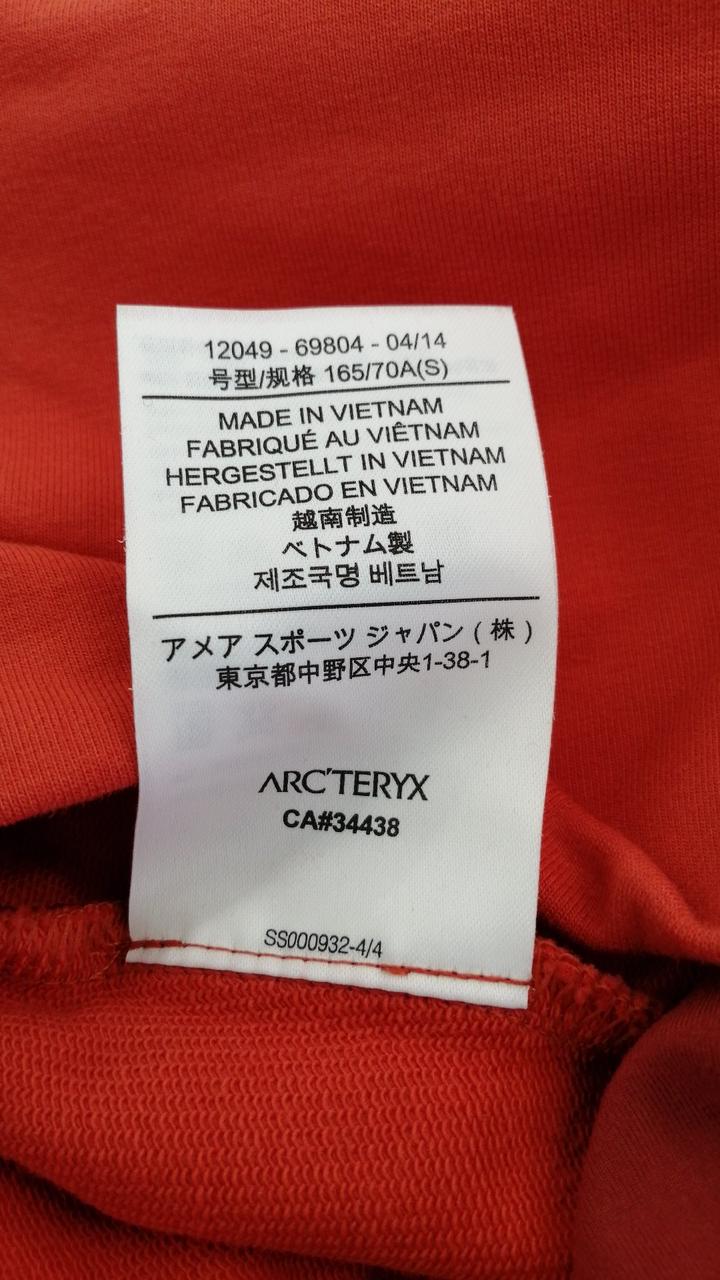 12049 - 69804 - 04/14
号型/规格 165/70A(S)
MADE IN VIETNAM
FABRIQUÉ AU VIÊTNAM
HERGESTELLT IN VIETNAM
FABRICADO EN VIETNAM
越南制造
ベトナム製
제조국명 베트남
アメア スポーツ ジャパン ( 株 )
東京都中野区中央1-38-1
ARC'TERYX
CA#34438
SS000932-4/4